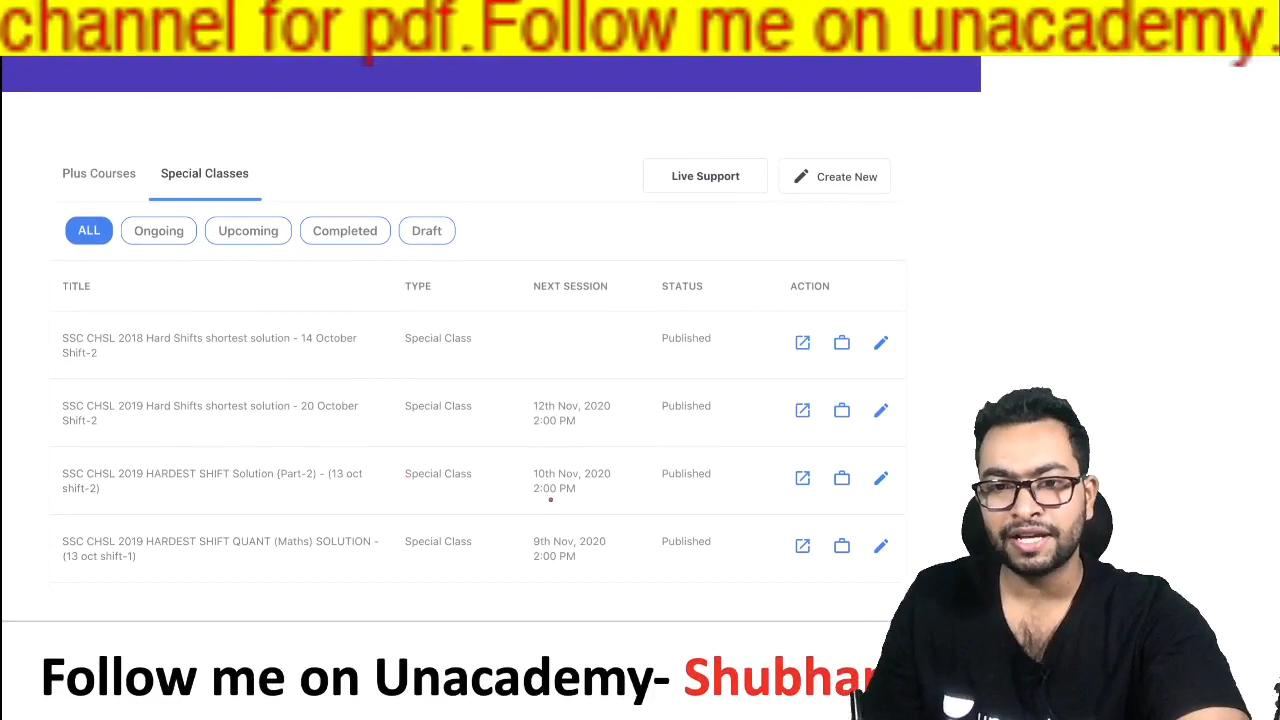 channel for pdf.Follow me on unacademy.
Plus Courses Special Classes Live Support Create New
ALL Ongoing Upcoming Completed Draft
TITLE TYPE NEXT SESSION STATUS ACTION
SSC CHSL 2018 Hard Shifts shortest solution - 14 October Special Class Published
Shift-2
SSC CHSL 2019 Hard Shifts shortest solution - 20 October Special Class 12th Nov, 2020 Published
Shift-2 2:00 PM
SSC CHSL 2019 HARDEST SHIFT Solution (Part-2) - (13 oct Special Class 10th Nov, 2020 Published
shift-2) 2:00 PM
SSC CHSL 2019 HARDEST SHIFT QUANT (Maths) SOLUTION - Special Class 9th Nov, 2020 Published
(13 oct shift-1) 2:00 PM
Follow me on Unacademy-